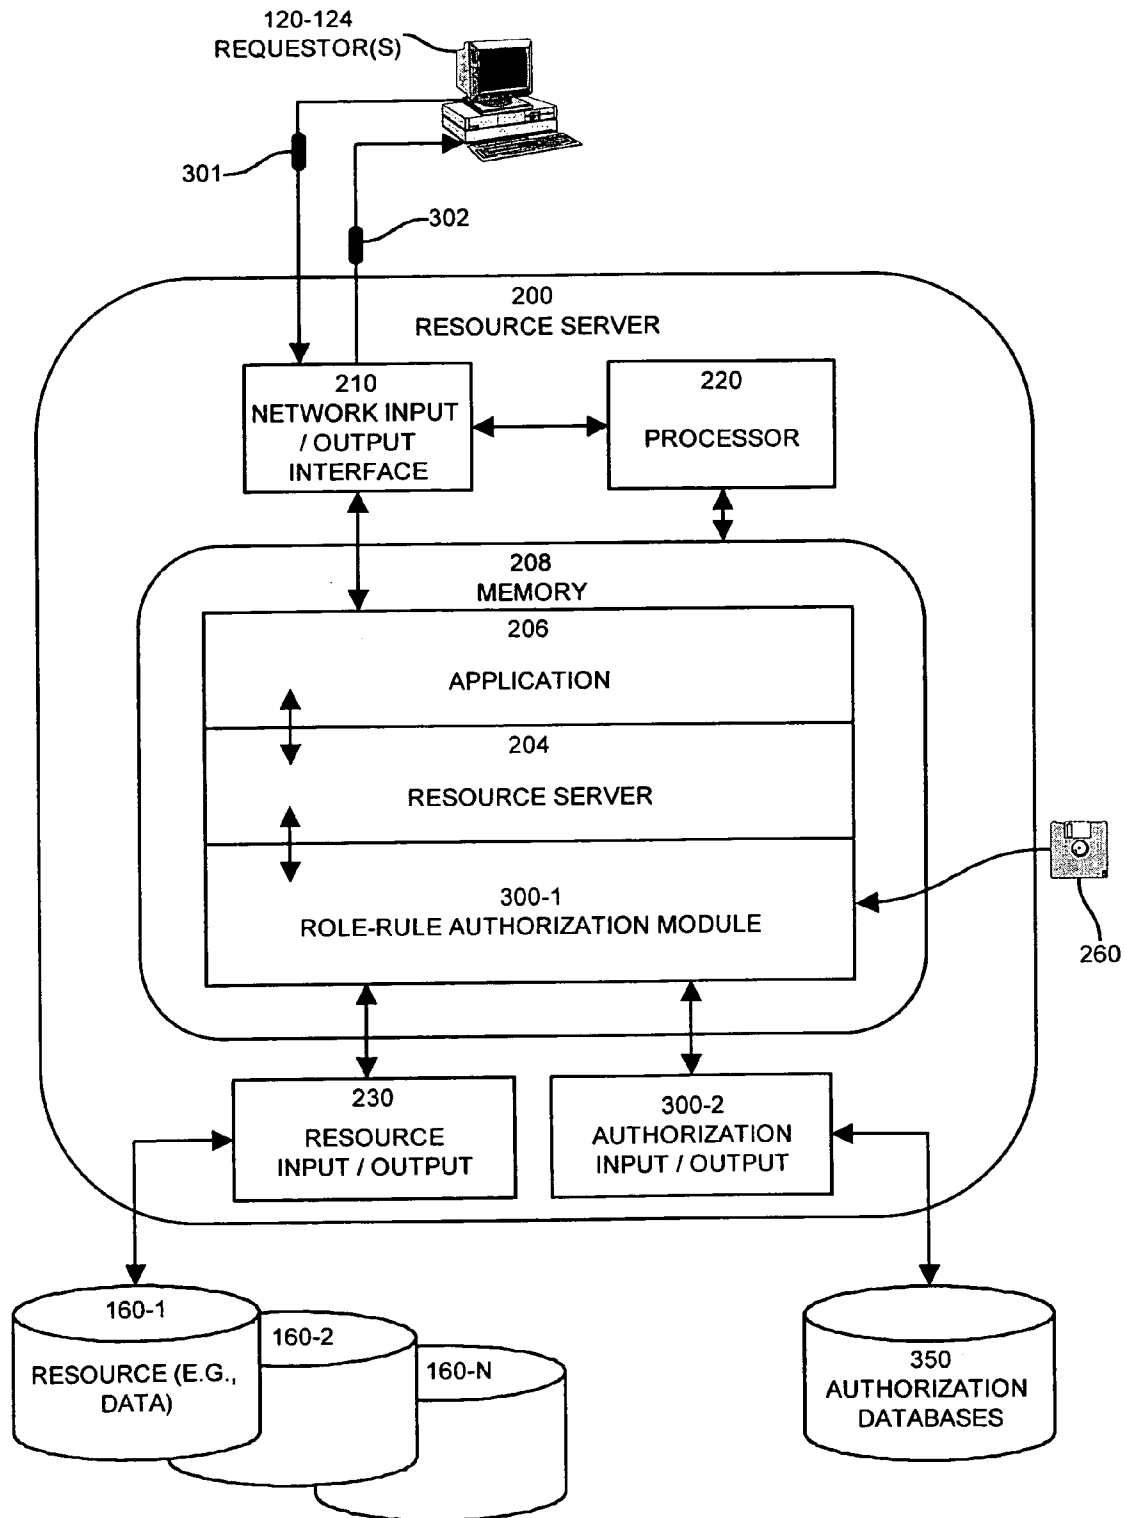 120-124
REQUESTOR(S)
301
302
200
RESOURCE SERVER
210
NETWORK INPUT
/ OUTPUT
INTERFACE
220
PROCESSOR
208
MEMORY
206
APPLICATION
204
RESOURCE SERVER
300-1
ROLE-RULE AUTHORIZATION MODULE
260
230
RESOURCE
INPUT / OUTPUT
300-2
AUTHORIZATION
INPUT / OUTPUT
160-1
RESOURCE (E.G.,
DATA)
160-2
160-N
350
AUTHORIZATION
DATABASES